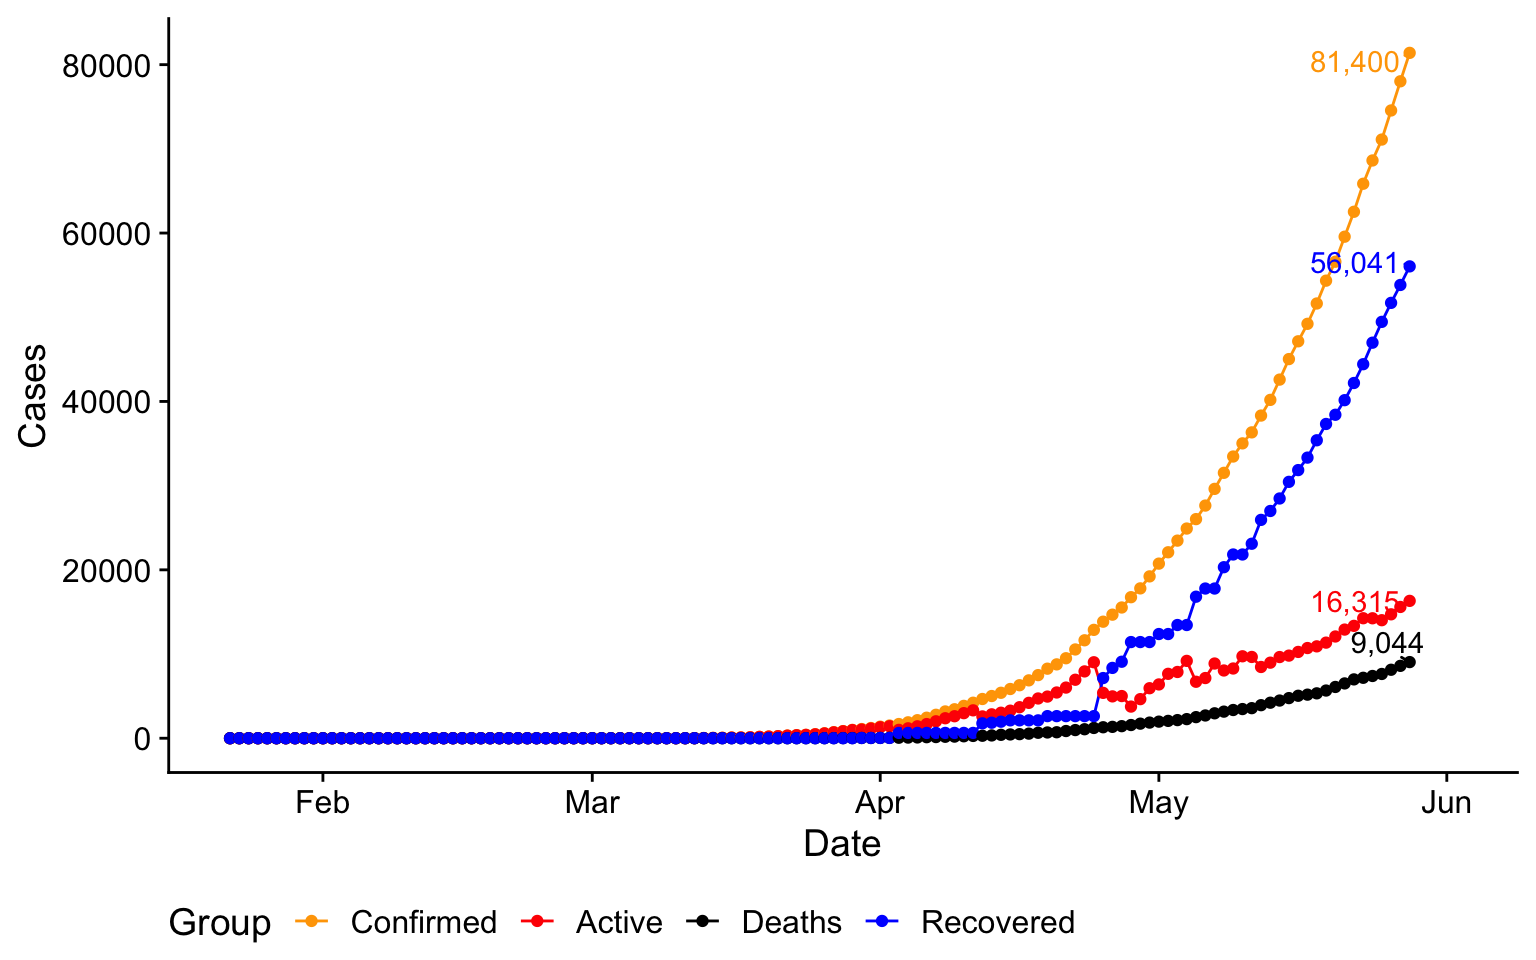 81,400
80000
60000
56,041
40000
20000
16,315
9,044
0
Cases
Feb Mar Apr May Jun
Date
Group Confirmed Active Deaths Recovered